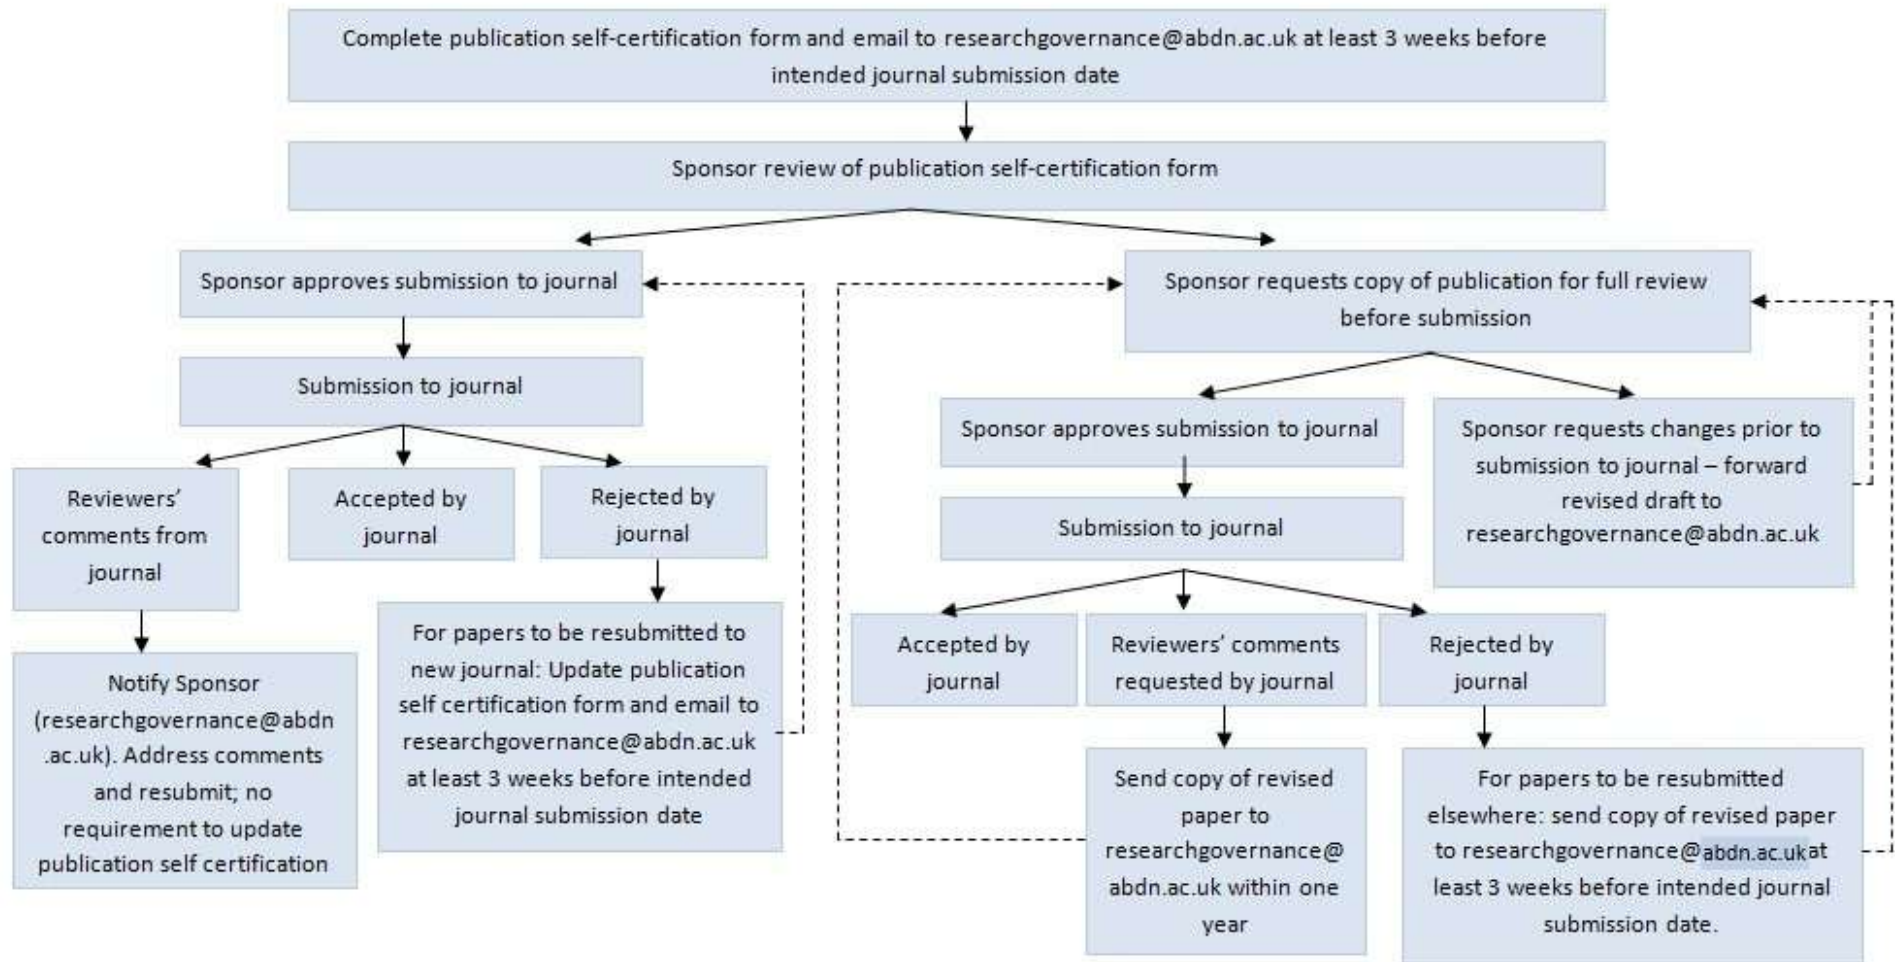 Complete publication self-certification form and email to researchgovernance@abdn.ac.uk at least 3 weeks before
intended journal submission date
Sponsor review of publication self-certification form
Sponsor approves submission to journal
Submission to journal
Reviewers’
comments from
journal
Accepted by
journal
Rejected by
journal
Notify Sponsor
(researchgovernance@abdn
.ac.uk). Address comments
and resubmit; no
requirement to update
publication self certification
For papers to be resubmitted to
new journal: Update publication
self certification form and email to
researchgovernance@abdn.ac.uk
at least 3 weeks before intended
journal submission date
Sponsor requests copy of publication for full review
before submission
Sponsor approves submission to journal
Submission to journal
Sponsor requests changes prior to
submission to journal – forward
revised draft to
researchgovernance@abdn.ac.uk
Accepted by
journal
Reviewers’ comments
requested by journal
Rejected by
journal
Send copy of revised
paper to
researchgovernance@
abdn.ac.uk within one
year
For papers to be resubmitted
elsewhere: send copy of revised paper
to researchgovernance@abdn.ac.ukat
least 3 weeks before intended journal
submission date.